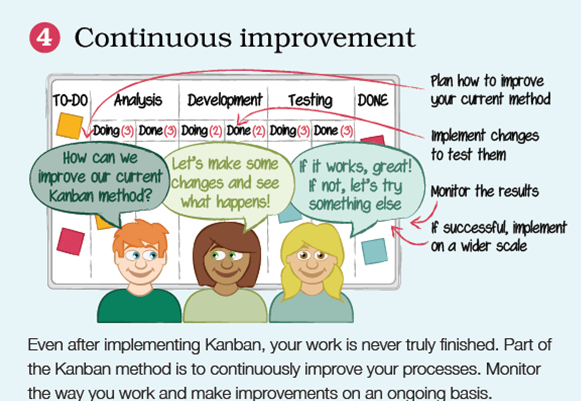 4 Continuous improvement
TO-DO Analysis Development Testing DONE
Doing (3) Done (3) Doing (2) Done (2) Doing (3) Done (3)
How can we
improve our current
Kanban method?
Let's make some
changes and see
what happens!
If it works, great!
If not, let's try
something else
Plan how to improve
your current method
Implement changes
to test them
Monitor the results
If successful, implement
on a wider scale
Even after implementing Kanban, your work is never truly finished. Part of
the Kanban method is to continuously improve your processes. Monitor
the way you work and make improvements on an ongoing basis.